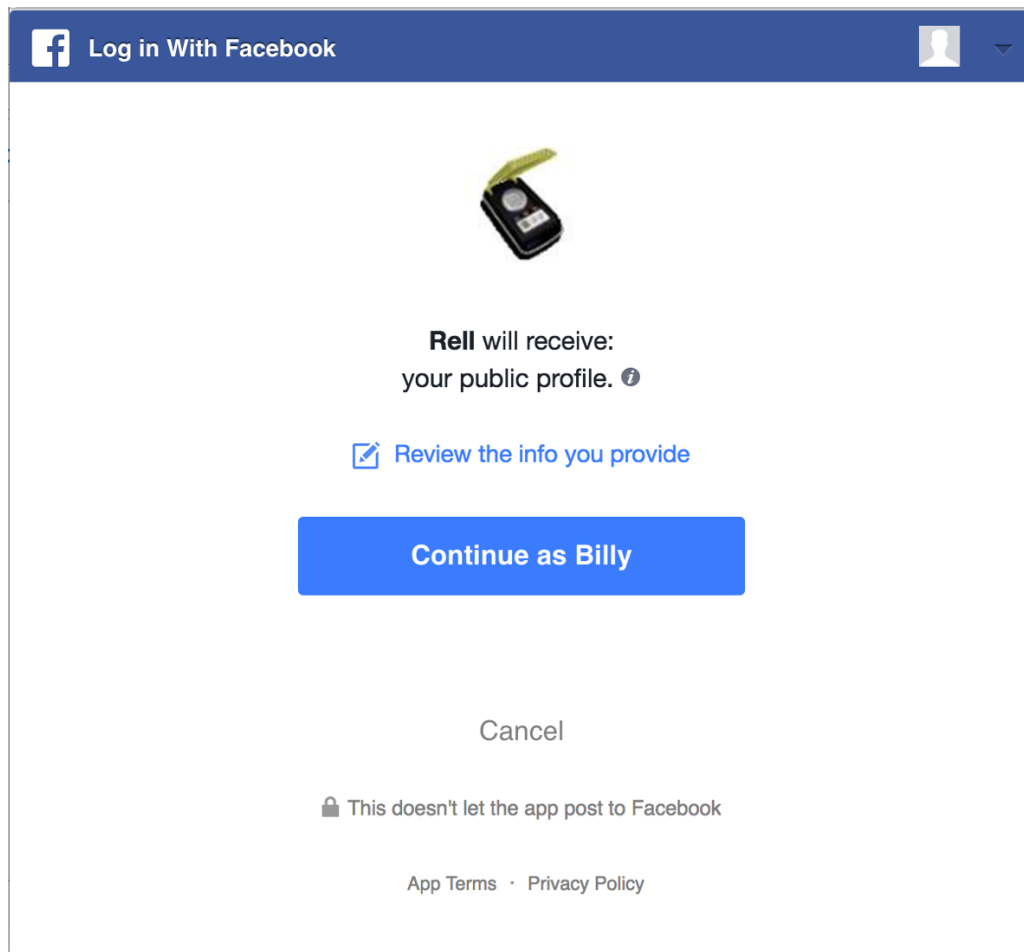 Log in With Facebook
Rell will receive:
your public profile.
Review the info you provide
Continue as Billy
Cancel
This doesn't let the app post to Facebook
App Terms · Privacy Policy